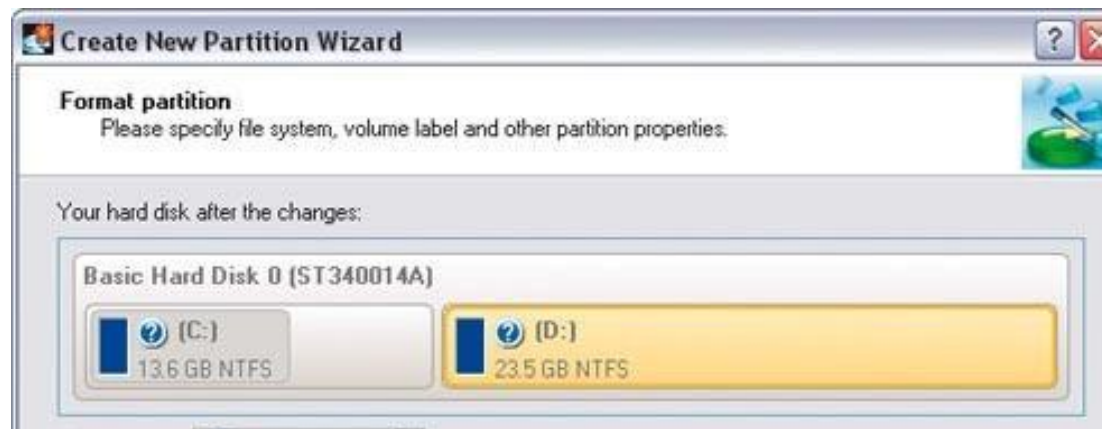 Create New Partition Wizard
Format partition
Please specify file system, volume label and other partition properties.
Your hard disk after the changes:
Basic Hard Disk 0 (ST340014A)
(C:)
13.6 GB NTFS
(D:)
23.5 GB NTFS